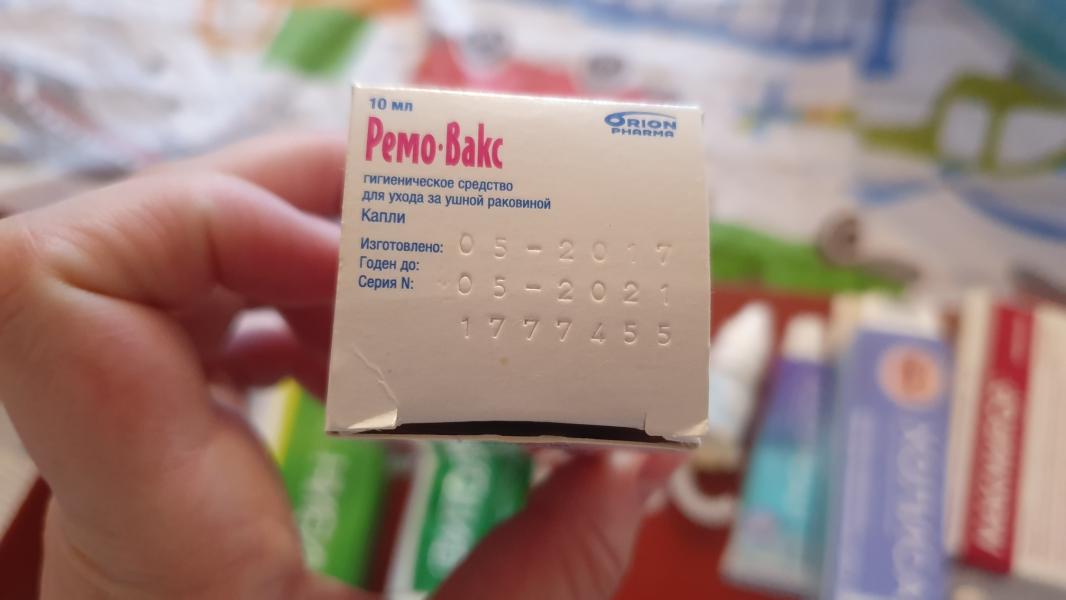 10 мл
ORION
PHARMA
Ремо-Вакс
гигиеническое средство
для ухода за ушной раковиной
Капли
Изготовлено: 05-2017
Годен до: 05-2021
Серия N: 1777455